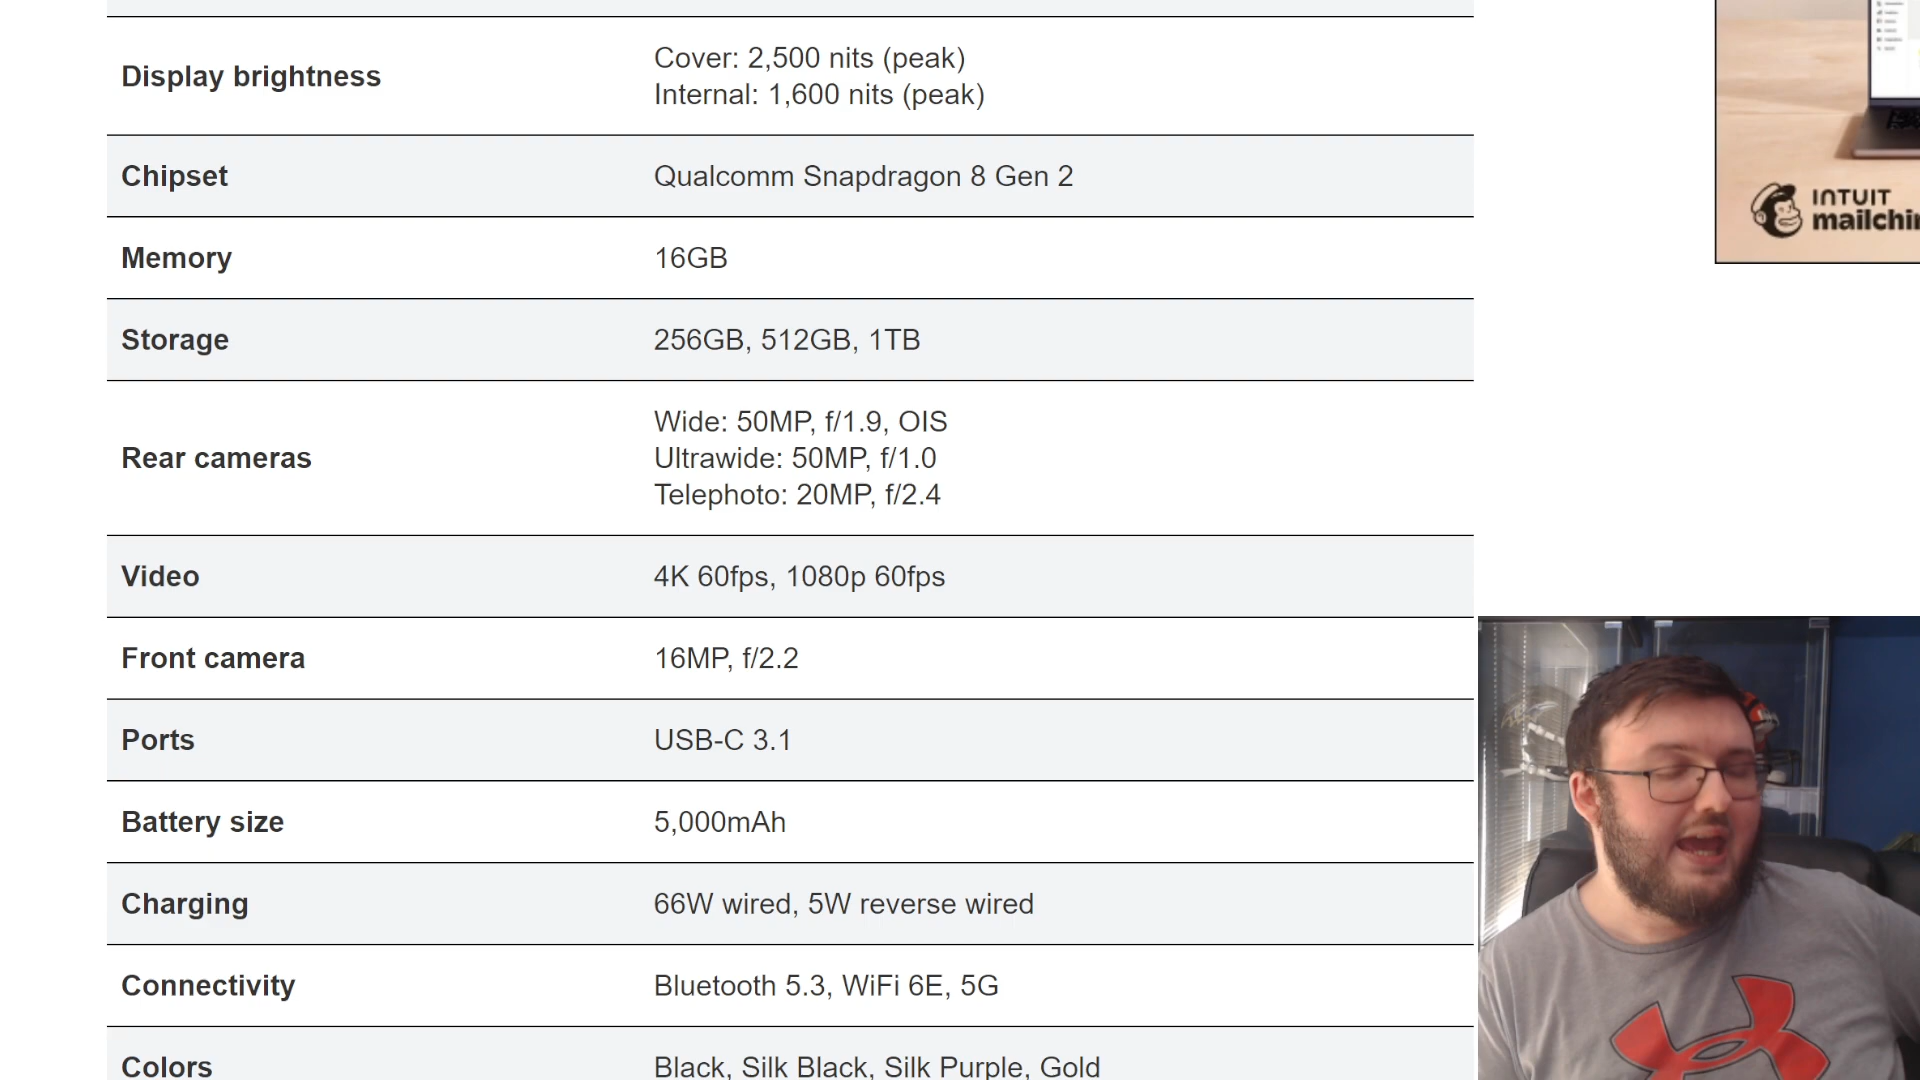 Display brightness
Cover: 2,500 nits (peak)
Internal: 1,600 nits (peak)
Chipset
Qualcomm Snapdragon 8 Gen 2
Memory
16GB
Storage
256GB, 512GB, 1TB
Rear cameras
Wide: 50MP, f/1.9, OIS
Ultrawide: 50MP, f/1.0
Telephoto: 20MP, f/2.4
Video
4K 60fps, 1080p 60fps
Front camera
16MP, f/2.2
Ports
USB-C 3.1
Battery size
5,000mAh
Charging
66W wired, 5W reverse wired
Connectivity
Bluetooth 5.3, WiFi 6E, 5G
Colors
Black, Silk Black, Silk Purple, Gold
INTUIT
mailchi